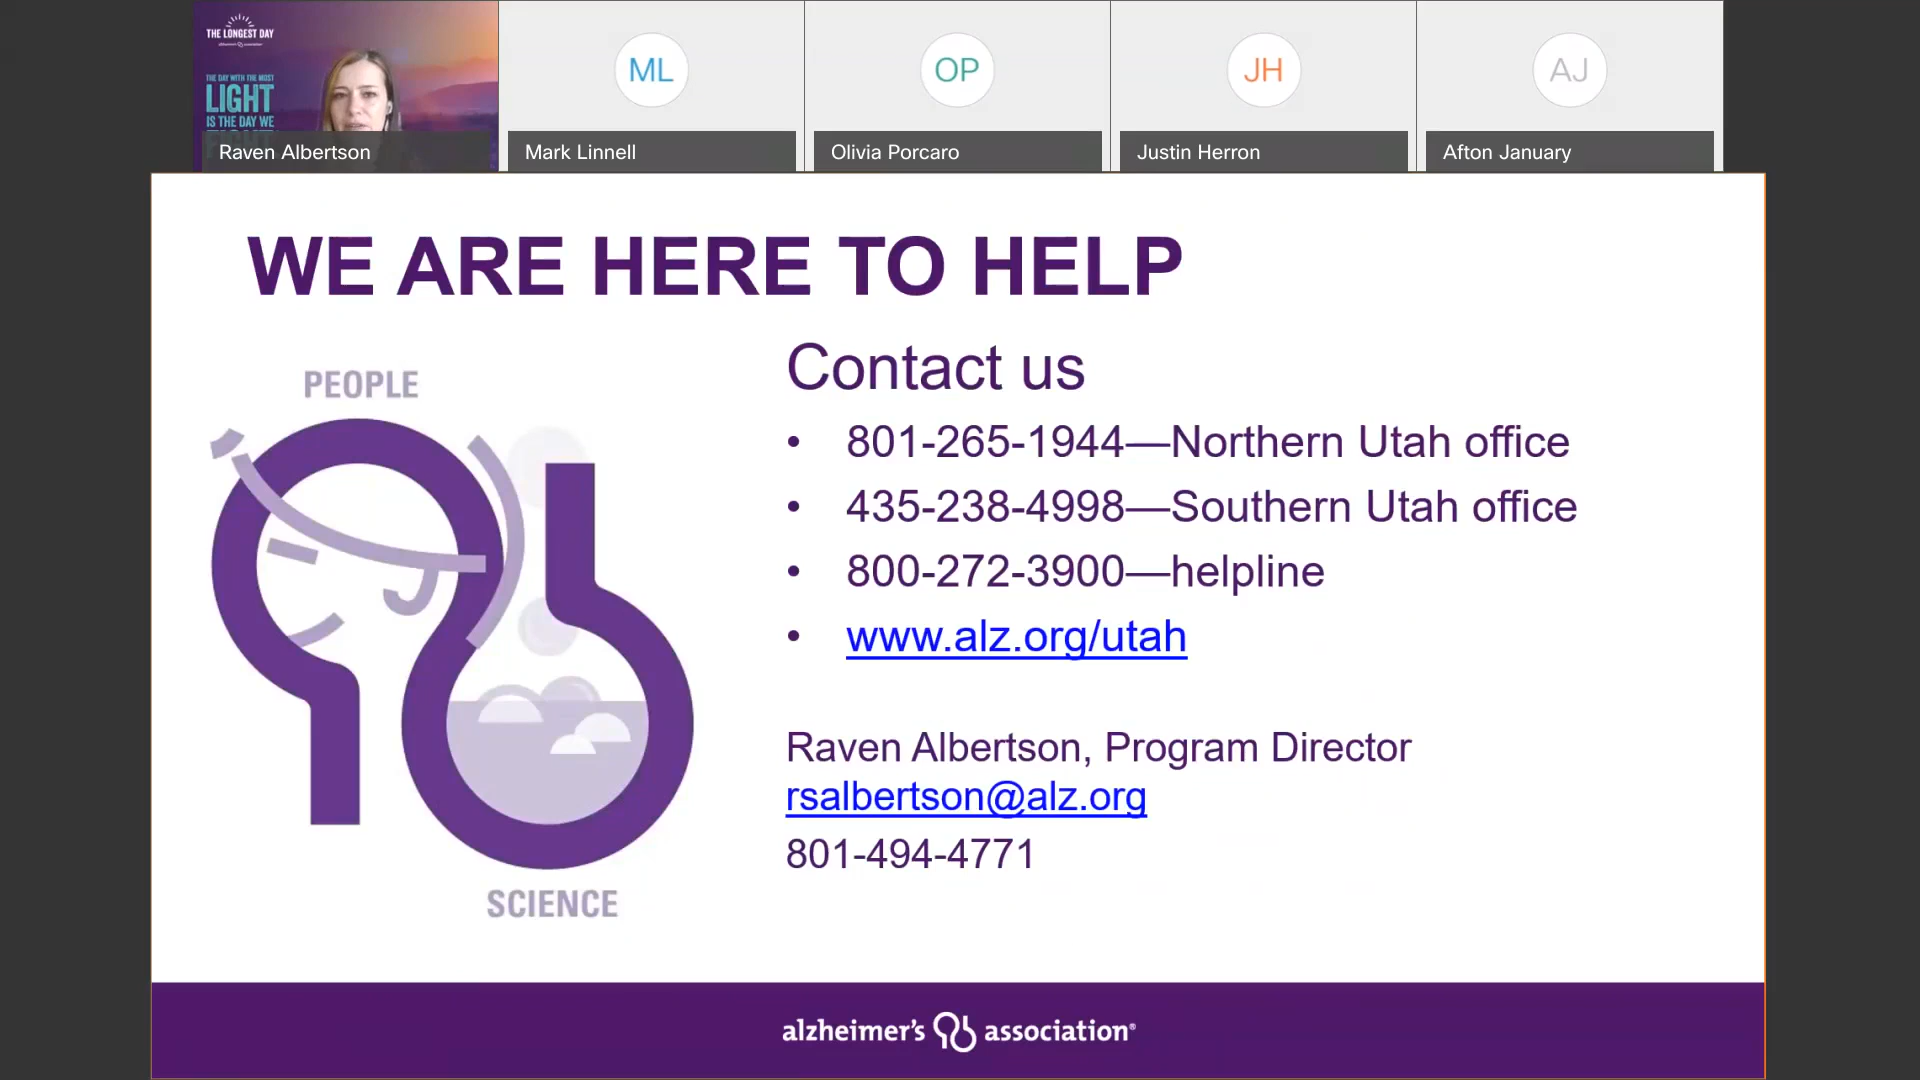 THE LONGEST DAY
alzheimer's association
THE DAY WITH THE MOST
LIGHT
IS THE DAY WE
Raven Albertson
ML
Mark Linnell
OP
Olivia Porcaro
JH
Justin Herron
AJ
Afton January
WE ARE HERE TO HELP
PEOPLE
SCIENCE
Contact us
• 801-265-1944—Northern Utah office
• 435-238-4998—Southern Utah office
• 800-272-3900—helpline
• www.alz.org/utah
Raven Albertson, Program Director
rsalbertson@alz.org
801-494-4771
alzheimer's association®